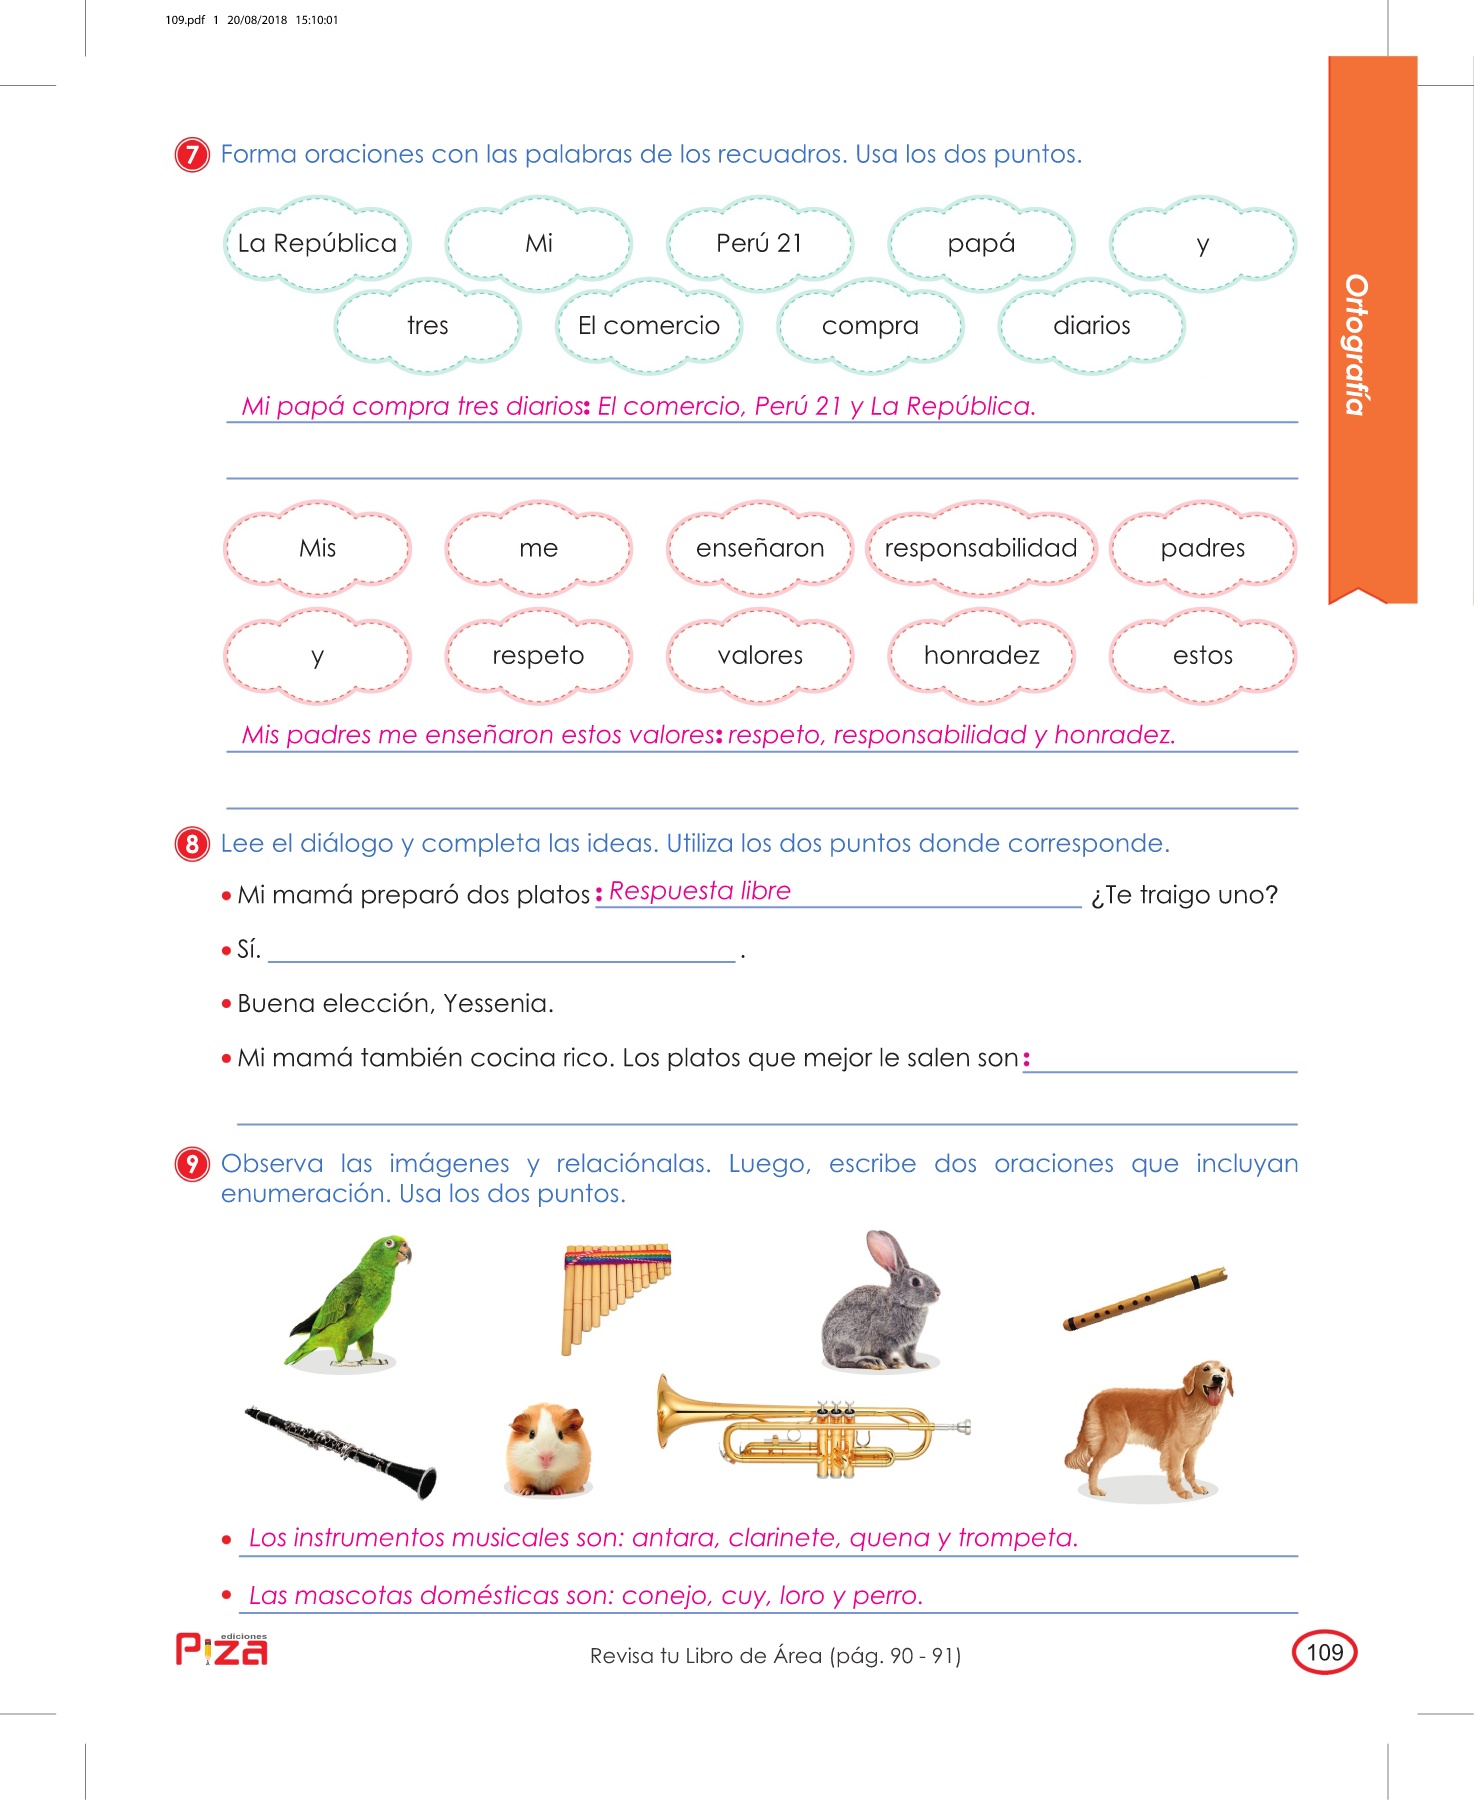 109.pdf 1 20/08/2018 15:10:01
Ortografía
7 Forma oraciones con las palabras de los recuadros. Usa los dos puntos.
La República Mi Perú 21 papá y
tres El comercio compra diarios
Mi papá compra tres diarios: El comercio, Perú 21 y La República.
Mis me enseñaron responsabilidad padres
y respeto valores honradez estos
Mis padres me enseñaron estos valores: respeto, responsabilidad y honradez.
8 Lee el diálogo y completa las ideas. Utiliza los dos puntos donde corresponde.
• Mi mamá preparó dos platos : Respuesta libre ¿Te traigo uno?
• Sí. .
• Buena elección, Yessenia.
• Mi mamá también cocina rico. Los platos que mejor le salen son :
9 Observa las imágenes y relaciónalas. Luego, escribe dos oraciones que incluyan
enumeración. Usa los dos puntos.
• Los instrumentos musicales son: antara, clarinete, quena y trompeta.
• Las mascotas domésticas son: conejo, cuy, loro y perro.
ediciones
Piza
Revisa tu Libro de Área (pág. 90 - 91)
109